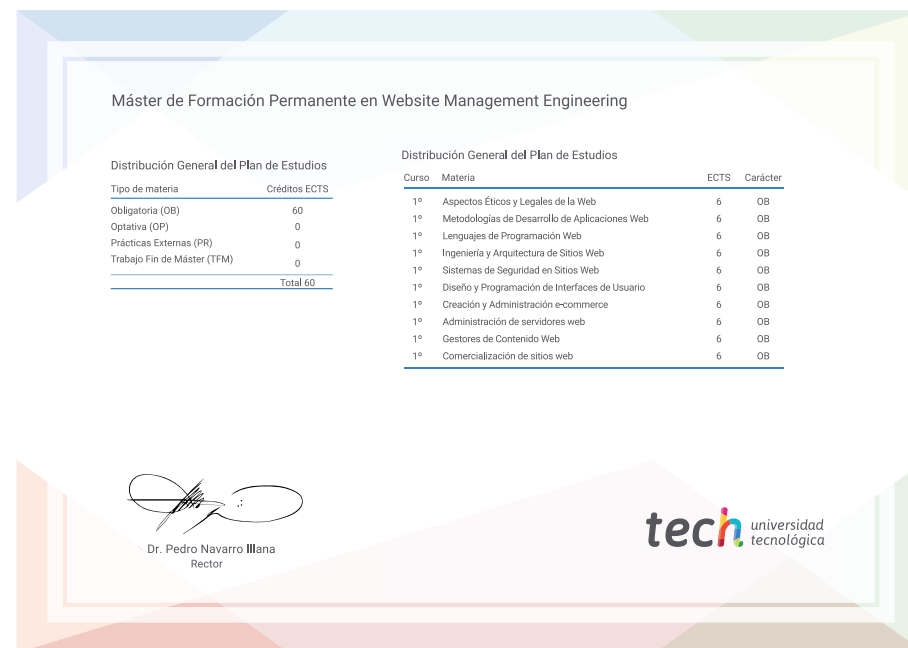 Máster de Formación Permanente en Website Management Engineering
Distribución General del Plan de Estudios
Tipo de materia Créditos ECTS
Obligatoria (OB) 60
Optativa (OP) 0
Prácticas Externas (PR) 0
Trabajo Fin de Máster (TFM) 0
Total 60
Distribución General del Plan de Estudios
Curso Materia ECTS Carácter
1º Aspectos Éticos y Legales de la Web 6 OB
1º Metodologías de Desarrollo de Aplicaciones Web 6 OB
1º Lenguajes de Programación Web 6 OB
1º Ingeniería y Arquitectura de Sitios Web 6 OB
1º Sistemas de Seguridad en Sitios Web 6 OB
1º Diseño y Programación de Interfaces de Usuario 6 OB
1º Creación y Administración e-commerce 6 OB
1º Administración de servidores web 6 OB
1º Gestores de Contenido Web 6 OB
1º Comercialización de sitios web 6 OB
Dr. Pedro Navarro Illana
Rector
tech universidad
tecnológica